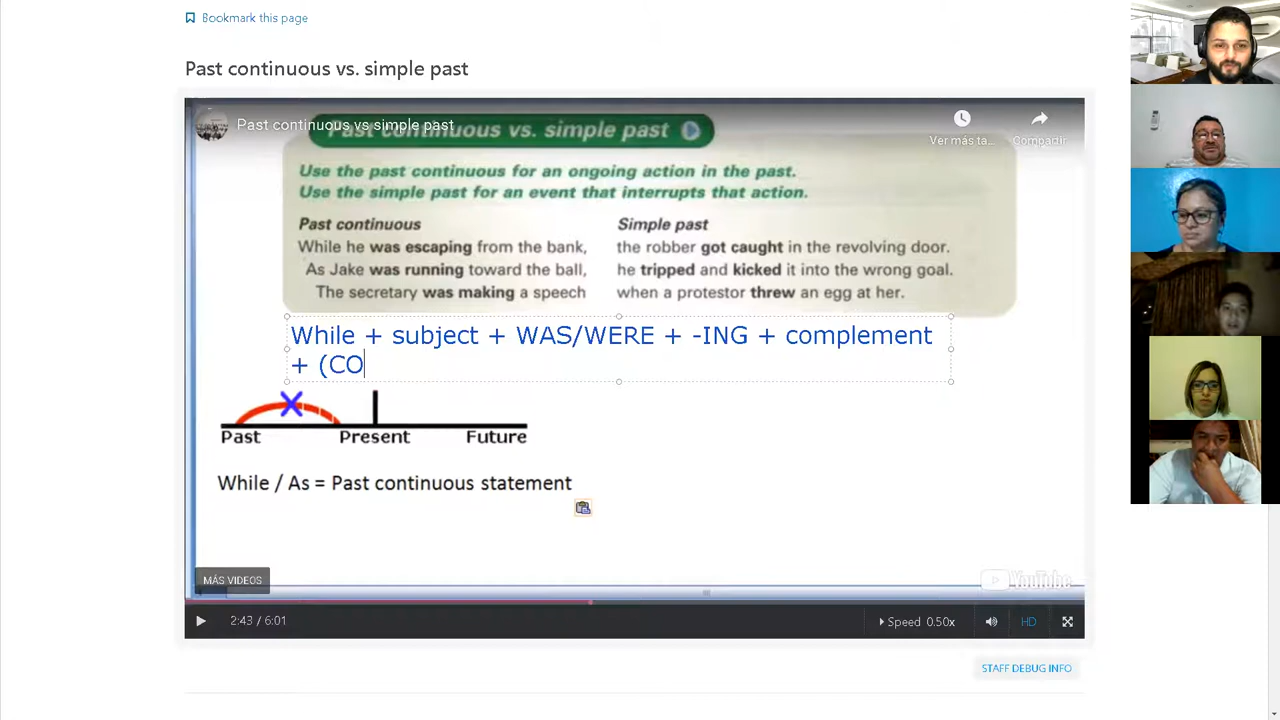 Bookmark this page
Past continuous vs. simple past
Past continuous vs simple past
Past continuous vs. simple past
Ver más ta...
Compartir
Use the past continuous for an ongoing action in the past.
Use the simple past for an event that interrupts that action.
Past continuous
Simple past
While he was escaping from the bank,
the robber got caught in the revolving door.
As Jake was running toward the ball,
he tripped and kicked it into the wrong goal.
The secretary was making a speech
when a protestor threw an egg at her.
While + subject + WAS/WERE + -ING + complement
+ (CO
Past
Present
Future
While / As = Past continuous statement
MÁS VIDEOS
YouTube
2:43 / 6:01
Speed 0.50x
HD
STAFF DEBUG INFO